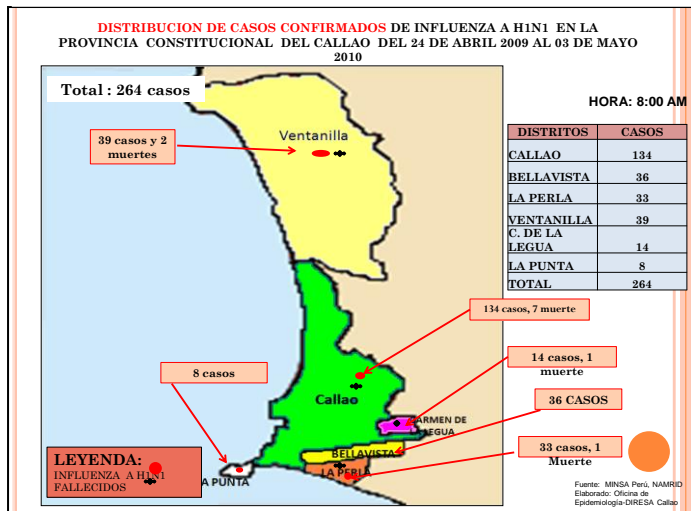 DISTRIBUCION DE CASOS CONFIRMADOS DE INFLUENZA A H1N1 EN LA
PROVINCIA CONSTITUCIONAL DEL CALLAO DEL 24 DE ABRIL 2009 AL 03 DE MAYO
2010
Total : 264 casos
HORA: 8:00 AM
39 casos y 2
muertes
Ventanilla
DISTRITOS CASOS
CALLAO 134
BELLAVISTA 36
LA PERLA 33
VENTANILLA 39
C. DE LA
LEGUA 14
LA PUNTA 8
TOTAL 264
134 casos, 7 muerte
8 casos
14 casos, 1
muerte
Callao
36 CASOS
ARMEN DE
LEGUA
BELLAVISTA
33 casos, 1
Muerte
LA PERLA
A PUNTA
LEYENDA:
INFLUENZA A H1N1
FALLECIDOS
Fuente: MINSA Perú, NAMRID
Elaborado: Oficina de
Epidemiología-DIRESA Callao